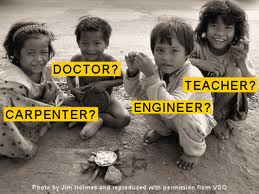 DOCTOR?
TEACHER?
CARPENTER?
ENGINEER?
Photo by Jim Holmes and reproduced with permission from VSO